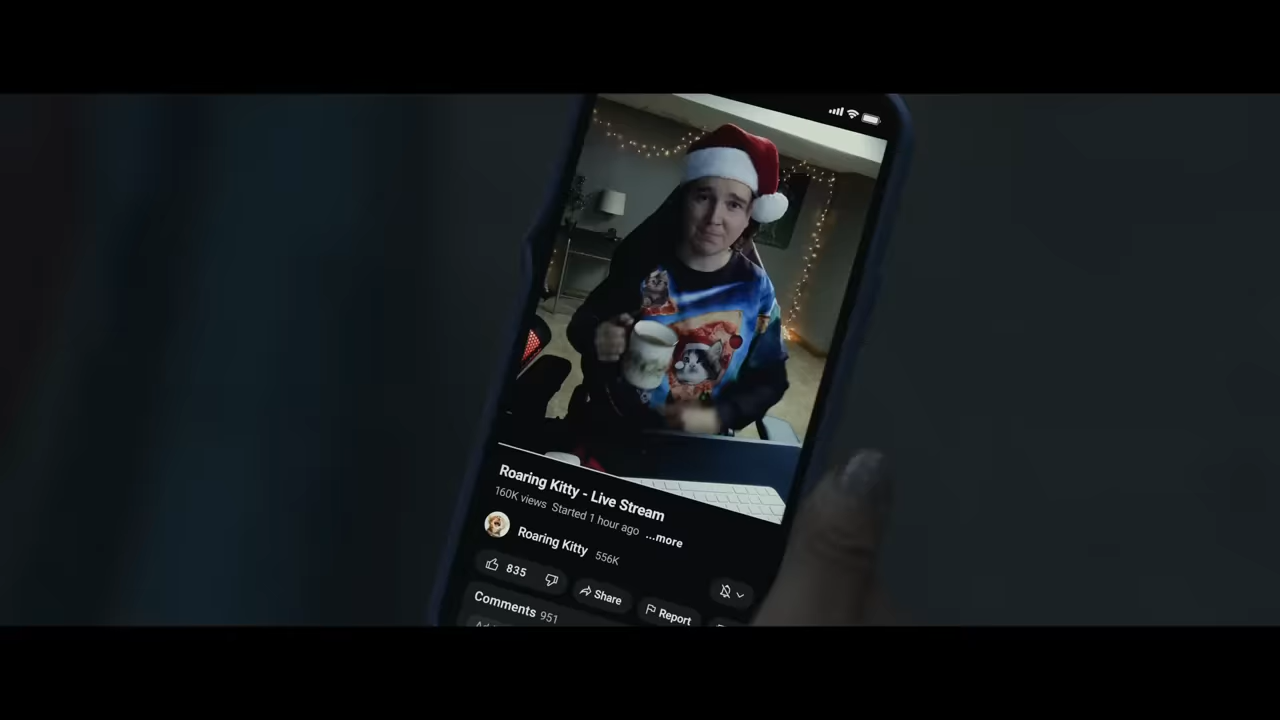 Roaring Kitty - Live Stream
160K views Started 1 hour ago ...more
Roaring Kitty 556K
835
Share
Report
Comments 951